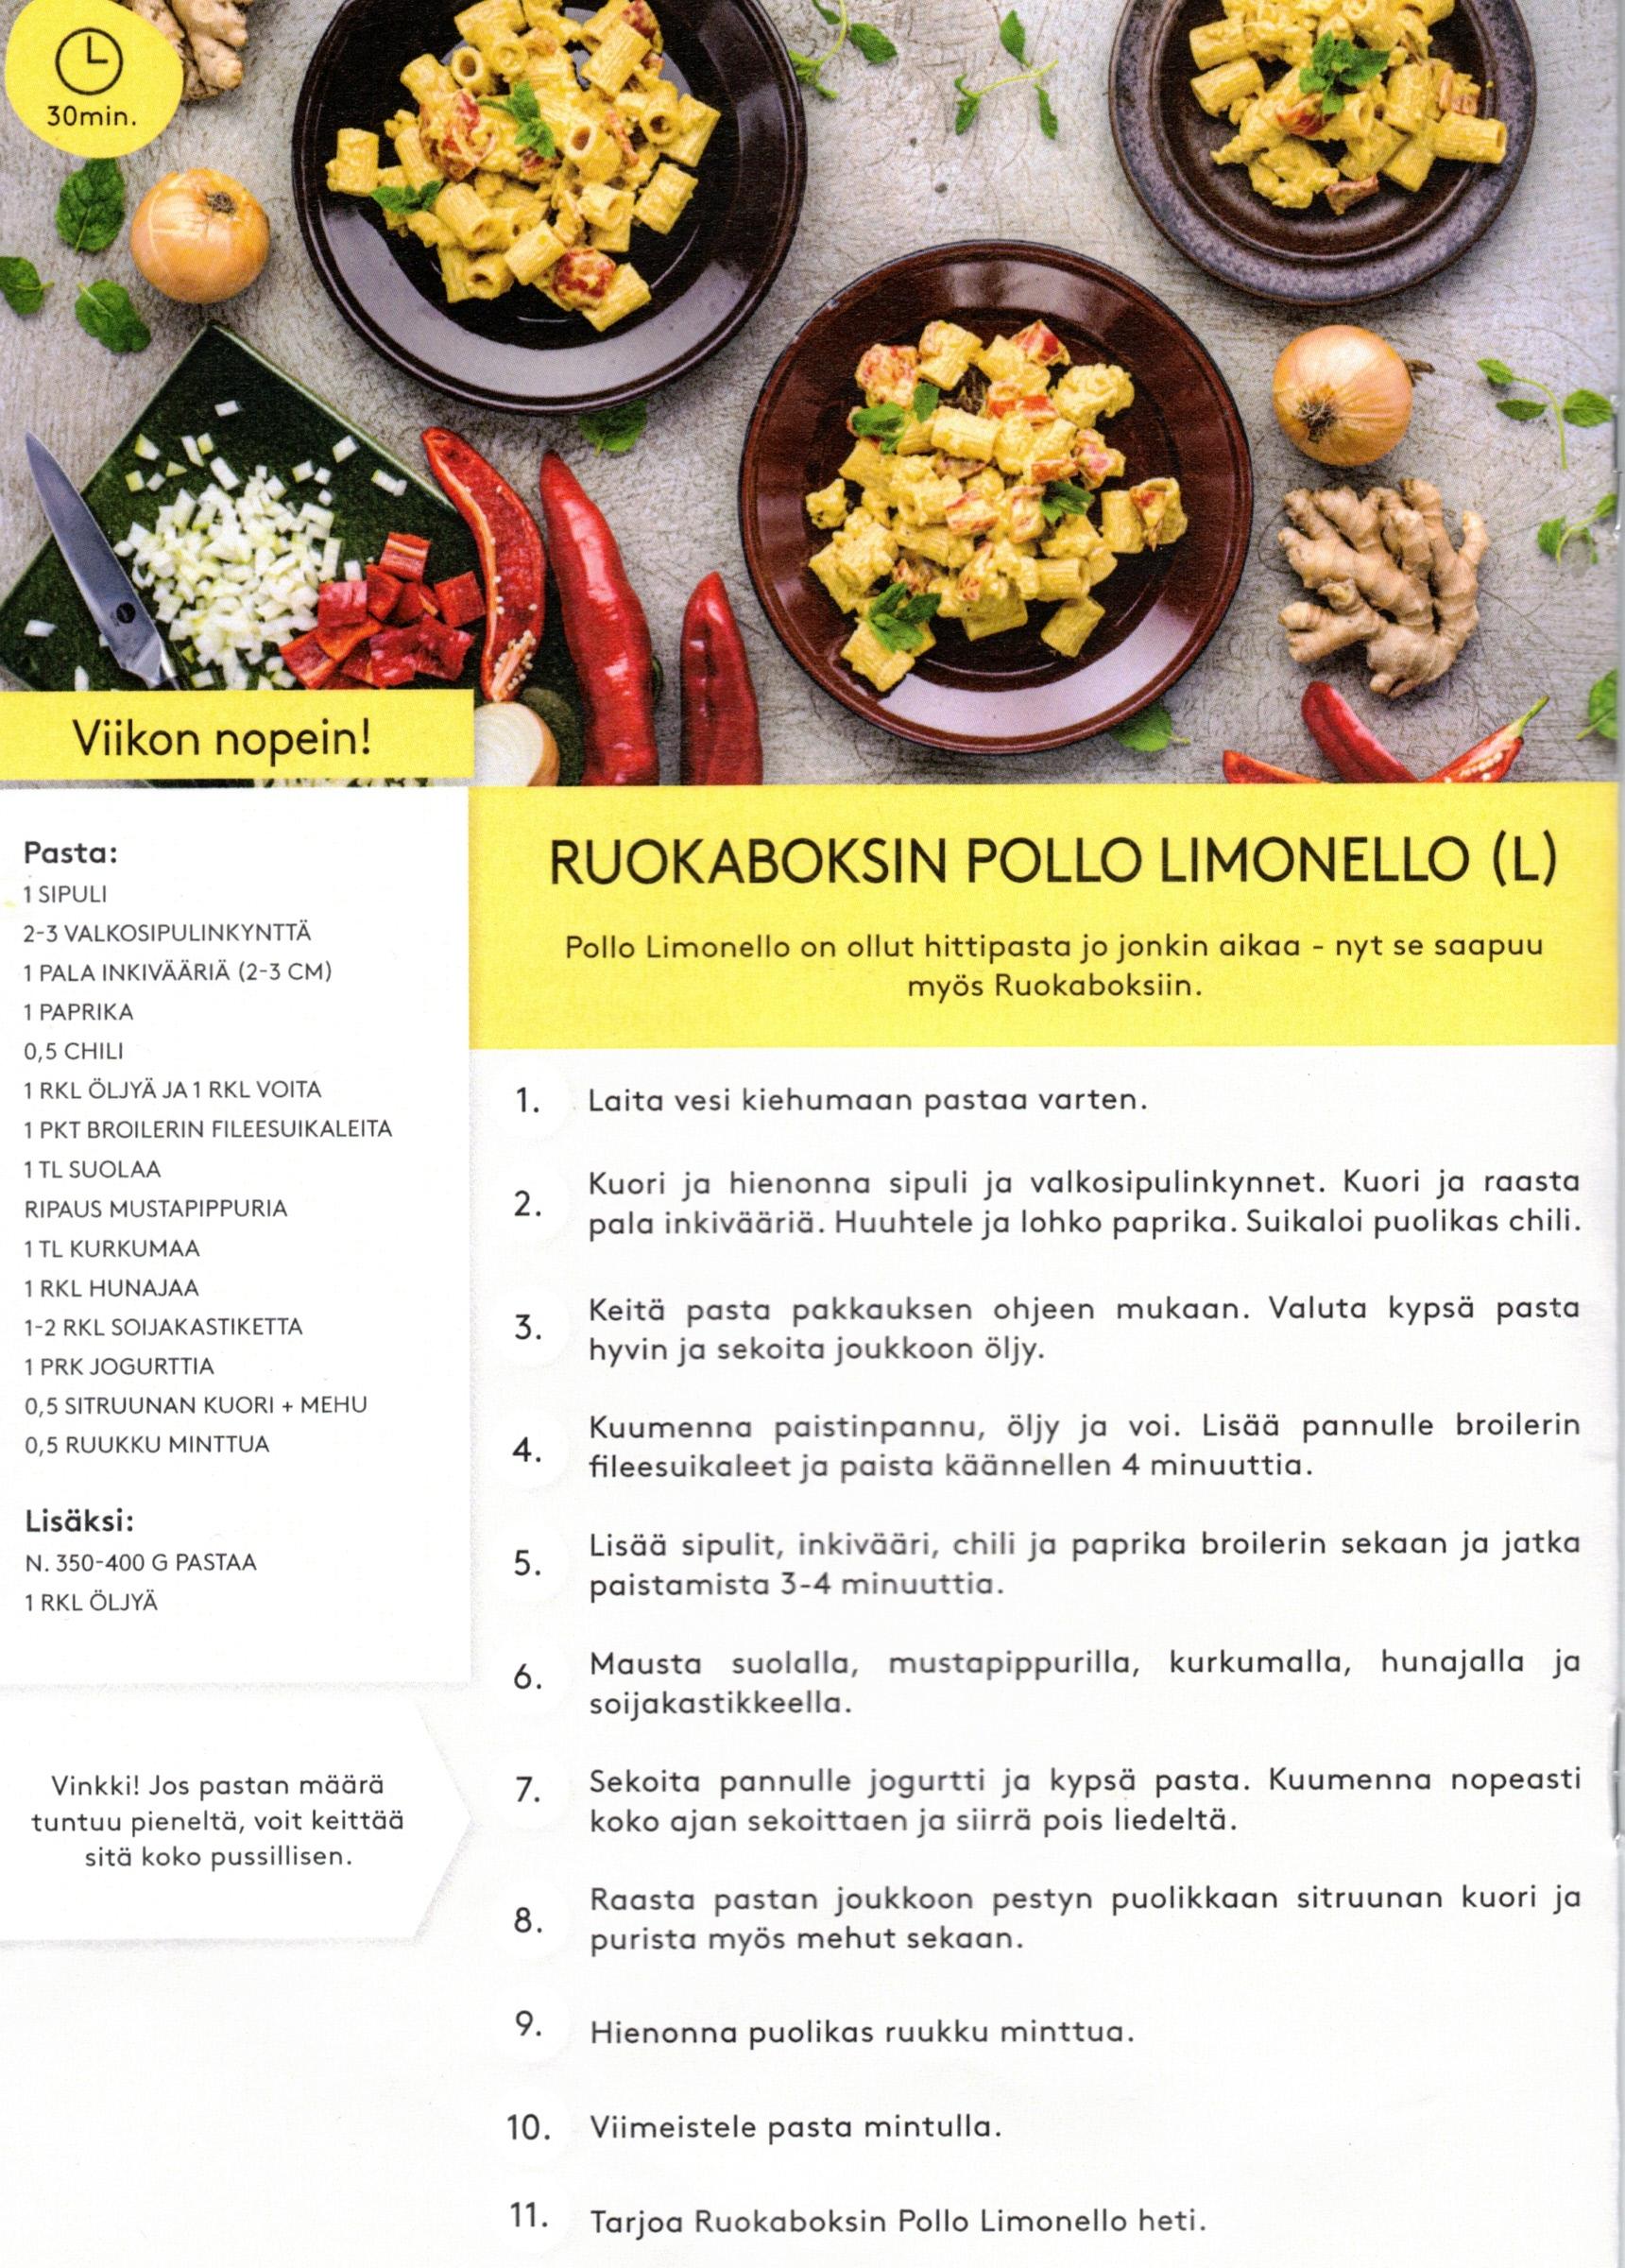 30min.
Viikon nopein!
Pasta:
1 SIPULI
2-3 VALKOSIPULINKYNTTÄ
1 PALA INKIVÄÄRIÄ (2-3 CM)
1 PAPRIKA
0,5 CHILI
1 RKL ÖLJYÄ JA 1 RKL VOITA
1 PKT BROILERIN FILEESUIKALEITA
1 TL SUOLAA
RIPAUS MUSTAPIPPURIA
1 TL KURKUMAA
1 RKL HUNAJAA
1-2 RKL SOIJAKASTIKETTA
1 PRK JOGURTTIA
0,5 SITRUUNAN KUORI + MEHU
0,5 RUUKKU MINTTUA
Lisäksi:
N. 350-400 G PASTAA
1 RKL ÖLJYÄ
Vinkki! Jos pastan määrä
tuntuu pieneltä, voit keittää
sitä koko pussillisen.
RUOKABOKSIN POLLO LIMONELLO (L)
Pollo Limonello on ollut hittipasta jo jonkin aikaa - nyt se saapuu
myös Ruokaboksiin.
1. Laita vesi kiehumaan pastaa varten.
2. Kuori ja hienonna sipuli ja valkosipulinkynnet. Kuori ja raasta
pala inkivääriä. Huuhtele ja lohko paprika. Suikaloi puolikas chili.
3. Keitä pasta pakkauksen ohjeen mukaan. Valuta kypsä pasta
hyvin ja sekoita joukkoon öljy.
4. Kuumenna paistinpannu, öljy ja voi. Lisää pannulle broilerin
fileesuikaleet ja paista käännellen 4 minuuttia.
5. Lisää sipulit, inkivääri, chili ja paprika broilerin sekaan ja jatka
paistamista 3-4 minuuttia.
6. Mausta suolalla, mustapippurilla, kurkumalla, hunajalla ja
soijakastikkeella.
7. Sekoita pannulle jogurtti ja kypsä pasta. Kuumenna nopeasti
koko ajan sekoittaen ja siirrä pois liedeltä.
8. Raasta pastan joukkoon pestyn puolikkaan sitruunan kuori ja
purista myös mehut sekaan.
9. Hienonna puolikas ruukku minttua.
10. Viimeistele pasta mintulla.
11. Tarjoa Ruokaboksin Pollo Limonello heti.